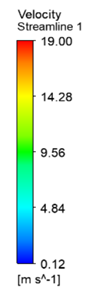 Velocity
Streamline 1
19.00
14.28
9.56
4.84
0.12
[m s^-1]